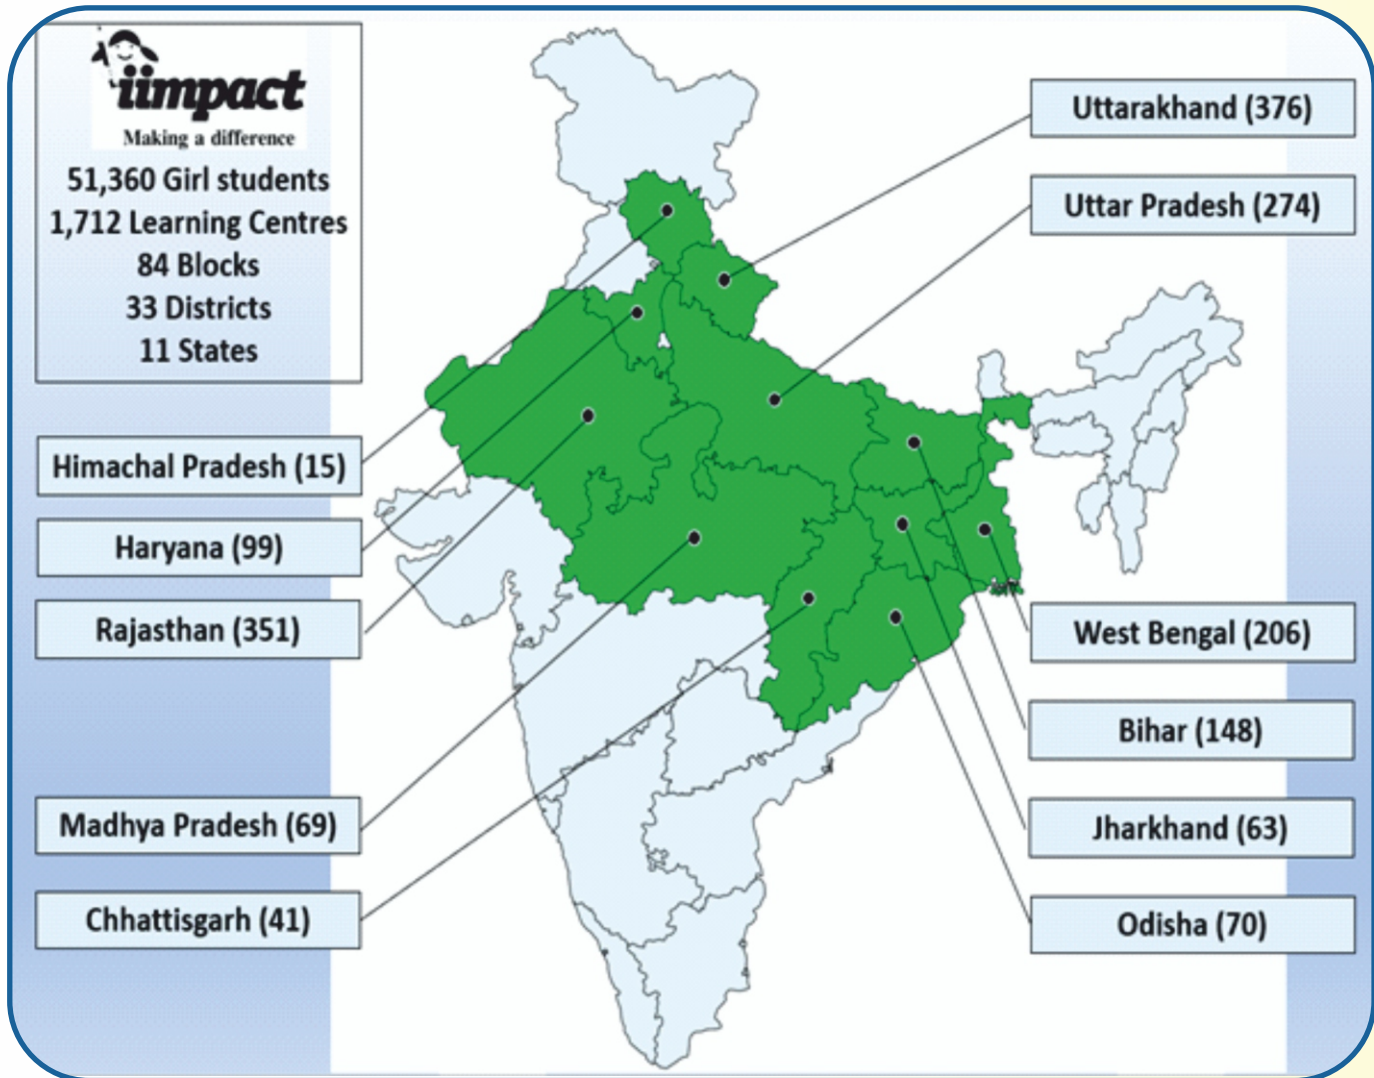 iimpact
Making a difference
51,360 Girl students
1,712 Learning Centres
84 Blocks
33 Districts
11 States
Himachal Pradesh (15)
Haryana (99)
Rajasthan (351)
Madhya Pradesh (69)
Chhattisgarh (41)
Uttarakhand (376)
Uttar Pradesh (274)
West Bengal (206)
Bihar (148)
Jharkhand (63)
Odisha (70)